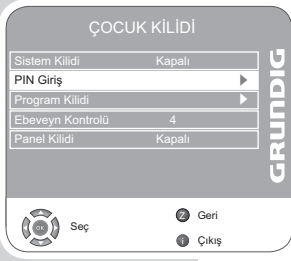 ÇOCUK KİLİDİ
Sistem Kilidi Kapalı
PIN Giriş
Program Kilidi
Ebeveyn Kontrolü 4
Panel Kilidi Kapalı
GRUNDIG
OK Seç
Z Geri
i Çıkış